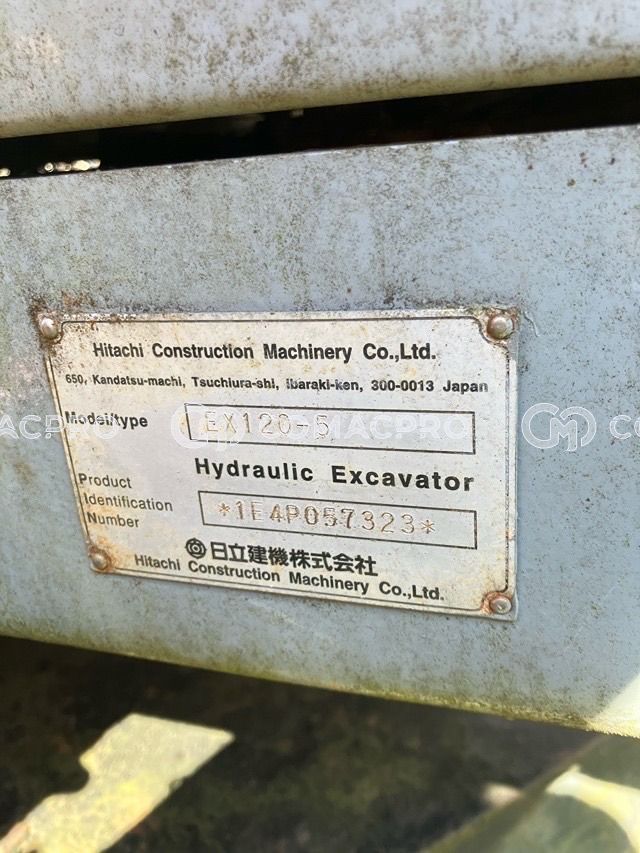 Hitachi Construction Machinery Co.,Ltd.
650, Kandatsu-machi, Tsuchiura-shi, Ibaraki-ken, 300-0013 Japan
Model/type EX120-5
Hydraulic Excavator
Product Identification Number *1E4P057323*
日立建機株式会社
Hitachi Construction Machinery Co.,Ltd.
COCMACPRO